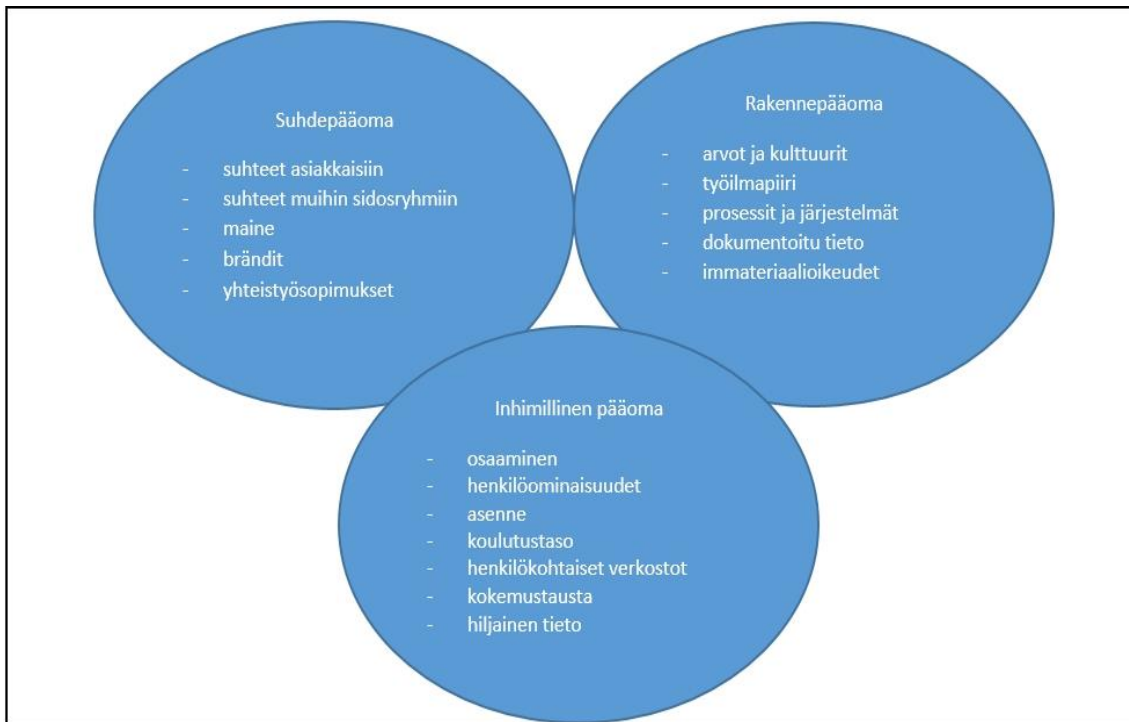 Suhdepääoma
- suhteet asiakkaisiin
- suhteet muihin sidosryhmiin
- maine
- brändit
- yhteistyösopimukset
Rakennepääoma
- arvot ja kulttuurit
- työilmapiiri
- prosessit ja järjestelmät
- dokumentoitu tieto
- immateriaalioikeudet
Inhimillinen pääoma
- osaaminen
- henkilöominaisuudet
- asenne
- koulutustaso
- henkilökohtaiset verkostot
- kokemustausta
- hiljainen tieto